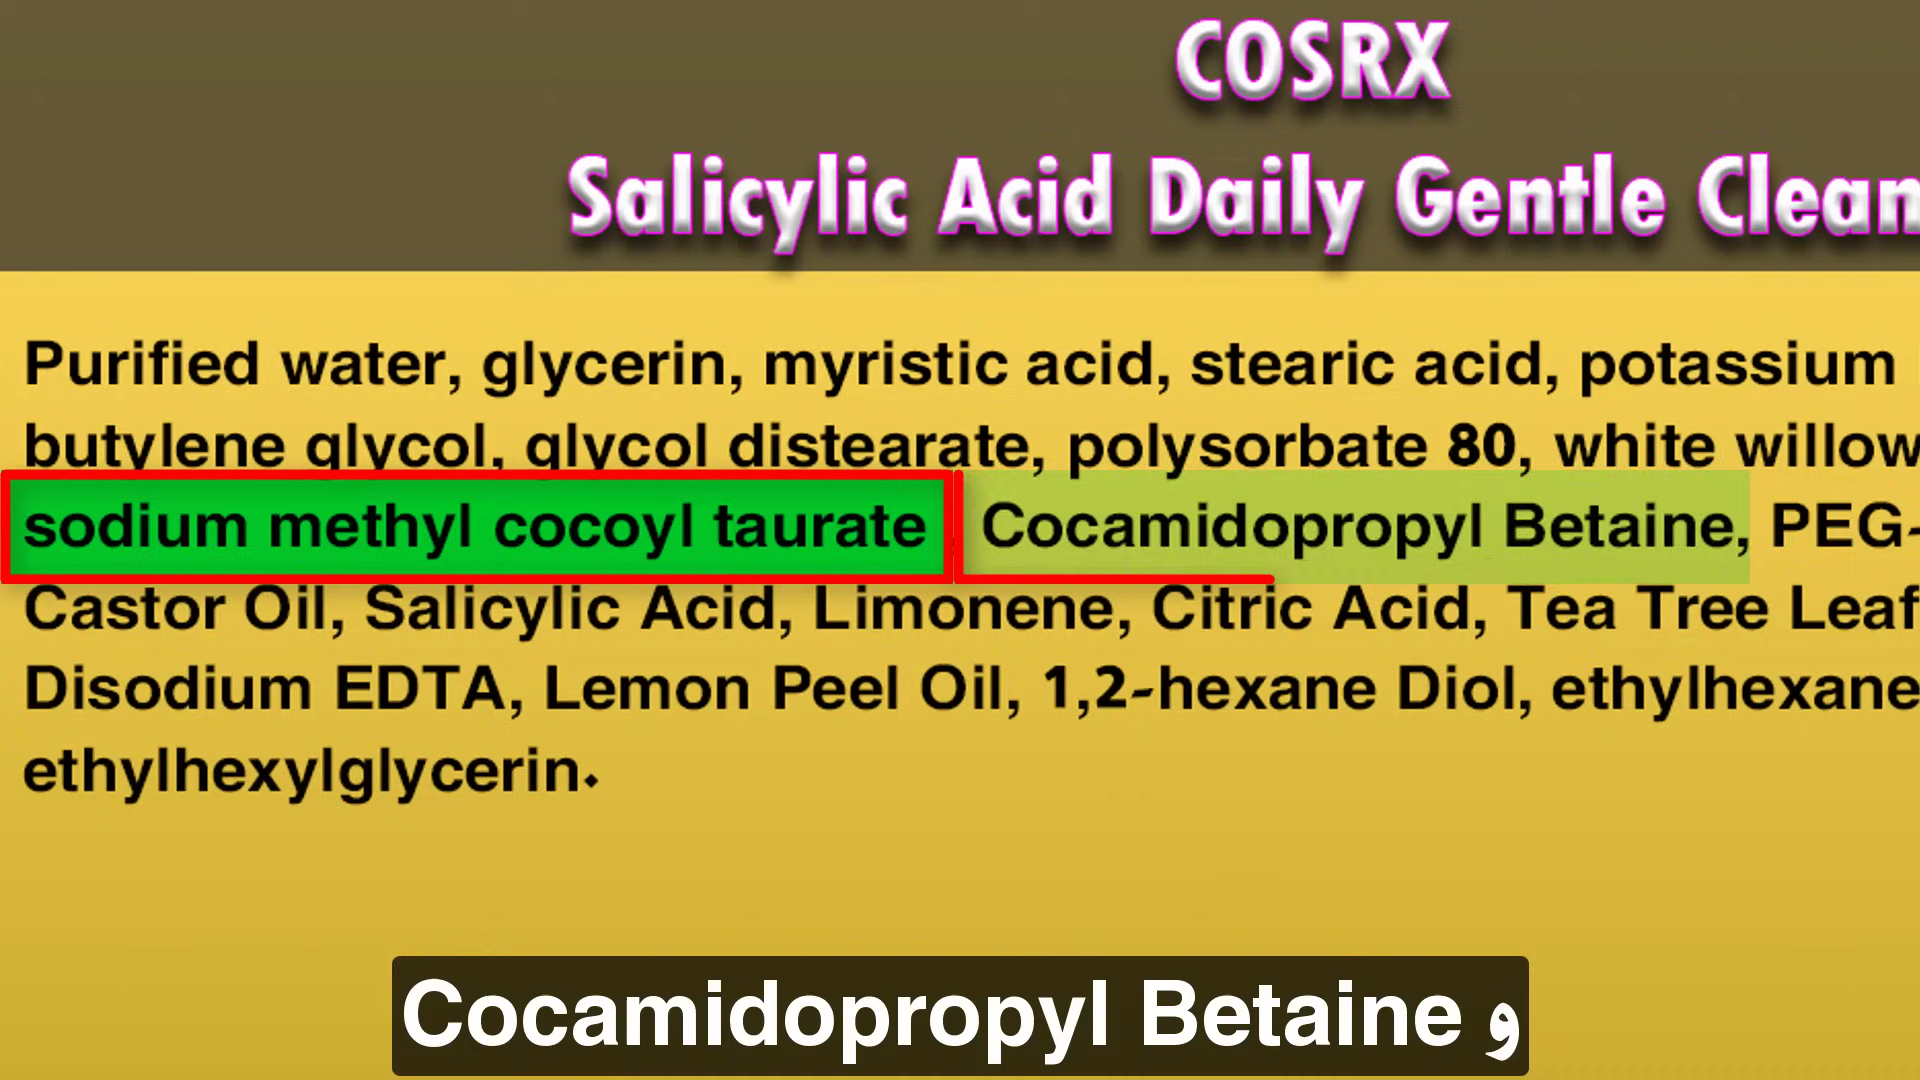 COSRX
Salicylic Acid Daily Gentle Clean
Purified water, glycerin, myristic acid, stearic acid, potassium
butylene glycol, glycol distearate, polysorbate 80, white willow
sodium methyl cocoyl taurate Cocamidopropyl Betaine, PEG-
Castor Oil, Salicylic Acid, Limonene, Citric Acid, Tea Tree Leaf
Disodium EDTA, Lemon Peel Oil, 1,2-hexane Diol, ethylhexane
ethylhexylglycerin.
و Cocamidopropyl Betaine